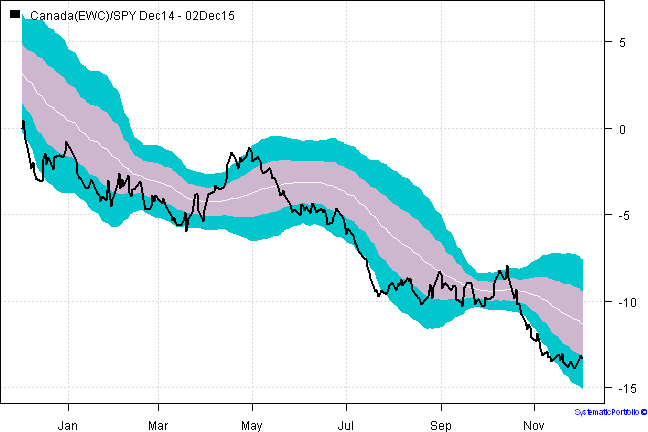 Canada(EWC)/SPY Dec14 - 02Dec15
5
0
-5
-10
-15
Jan Mar May Jul Sep Nov
SystematicPortfolio ©